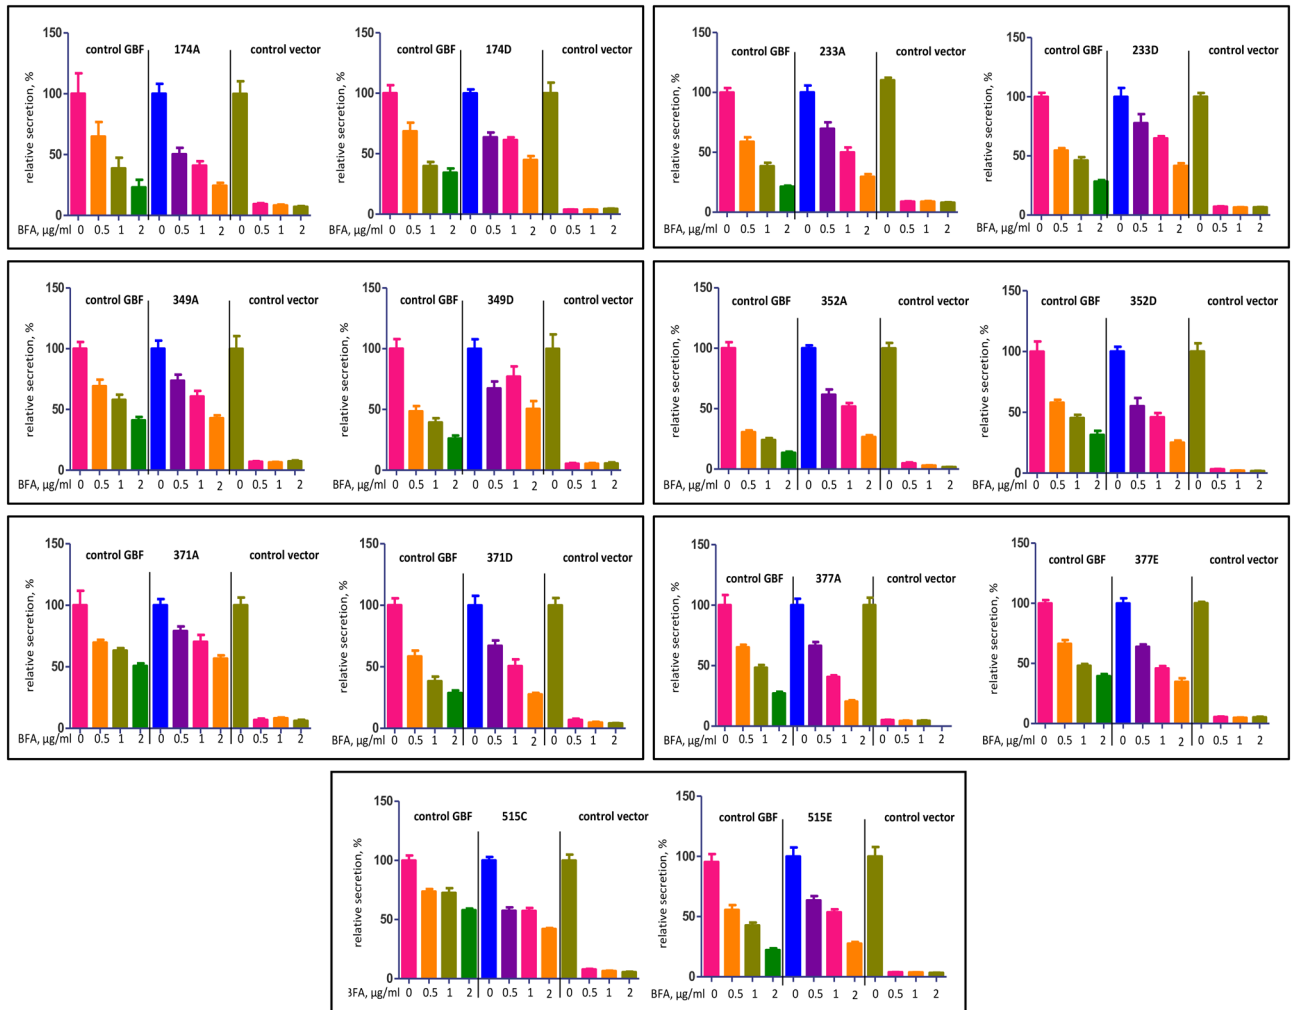 150
control GBF 174A control vector
100
relative secretion, %
50
0
BFA, µg/ml 0 0.5 1 2 0 0.5 1 2 0 0.5 1 2
150
control GBF 174D control vector
100
relative secretion, %
50
0
BFA, µg/ml 0 0.5 1 2 0 0.5 1 2 0 0.5 1 2
150
control GBF 233A control vector
100
relative secretion, %
50
0
BFA, µg/ml 0 0.5 1 2 0 0.5 1 2 0 0.5 1 2
150
control GBF 233D control vector
100
relative secretion, %
50
0
BFA, µg/ml 0 0.5 1 2 0 0.5 1 2 0 0.5 1 2
150
control GBF 349A control vector
100
relative secretion, %
50
0
BFA, µg/ml 0 0.5 1 2 0 0.5 1 2 0 0.5 1 2
150
control GBF 349D control vector
100
relative secretion, %
50
0
BFA, µg/ml 0 0.5 1 2 0 0.5 1 2 0 0.5 1 2
150
control GBF 352A control vector
100
relative secretion, %
50
0
BFA, µg/ml 0 0.5 1 2 0 0.5 1 2 0 0.5 1 2
150
control GBF 352D control vector
100
relative secretion, %
50
0
BFA, µg/ml 0 0.5 1 2 0 0.5 1 2 0 0.5 1 2
150
control GBF 371A control vector
100
relative secretion, %
50
0
BFA, µg/ml 0 0.5 1 2 0 0.5 1 2 0 0.5 1 2
150
control GBF 371D control vector
100
relative secretion, %
50
0
BFA, µg/ml 0 0.5 1 2 0 0.5 1 2 0 0.5 1 2
150
control GBF 377A control vector
100
relative secretion, %
50
0
BFA, µg/ml 0 0.5 1 2 0 0.5 1 2 0 0.5 1 2
150
control GBF 377E control vector
100
relative secretion, %
50
0
BFA, µg/ml 0 0.5 1 2 0 0.5 1 2 0 0.5 1 2
150
control GBF 515C control vector
100
relative secretion, %
50
0
BFA, µg/ml 0 0.5 1 2 0 0.5 1 2 0 0.5 1 2
150
control GBF 515E control vector
100
relative secretion, %
50
0
BFA, µg/ml 0 0.5 1 2 0 0.5 1 2 0 0.5 1 2